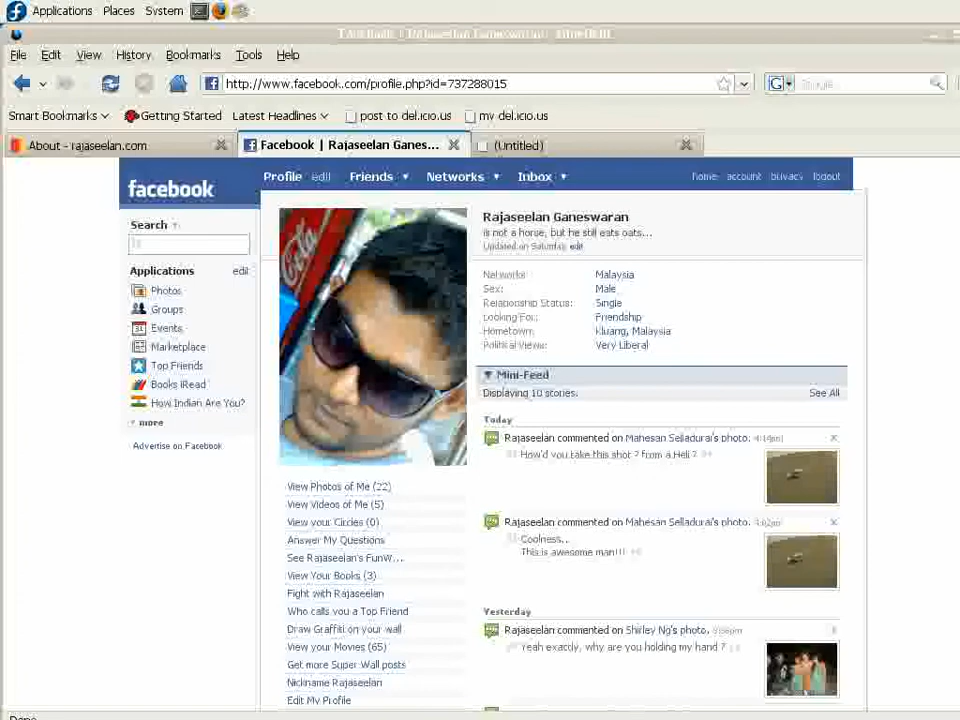 Applications Places System
File Edit View History Bookmarks Tools Help
http://www.facebook.com/profile.php?id=737288015
G Google
Smart Bookmarks Getting Started Latest Headlines post to del.icio.us my del.icio.us
About - rajaseelan.com Facebook | Rajaseelan Ganes... (Untitled)
facebook Profile edit Friends Networks Inbox home account privacy logout
Search
Applications edit
Photos
Groups
31 Events
Marketplace
Top Friends
Books iRead
How Indian Are You?
more
Advertise on Facebook
Coca-Cola
View Photos of Me (22)
View Videos of Me (5)
View your Circles (0)
Answer My Questions
See Rajaseelan's FunW...
View Your Books (3)
Fight with Rajaseelan
Who calls you a Top Friend
Draw Graffiti on your wall
View your Movies (65)
Get more Super Wall posts
Nickname Rajaseelan
Edit My Profile
Rajaseelan Ganeswaran
is not a horse, but he still eats oats...
Updated on Saturday edit
Networks: Malaysia
Sex: Male
Relationship Status: Single
Looking For: Friendship
Hometown: Kluang, Malaysia
Political Views: Very Liberal
Mini-Feed
Displaying 10 stories. See All
Today
Rajaseelan commented on Mahesan Selladurai's photo. 4:14pm
How'd you take this shot ? from a Heli ?
Rajaseelan commented on Mahesan Selladurai's photo. 4:02pm
Coolness..
This is awesome man!!!
Yesterday
Rajaseelan commented on Shirley Ng's photo.
Yeah exactly, why are you holding my hand ?
Done